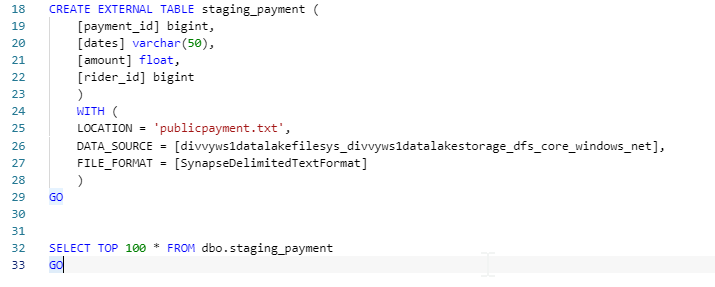 18 CREATE EXTERNAL TABLE staging_payment (
19 [payment_id] bigint,
20 [dates] varchar(50),
21 [amount] float,
22 [rider_id] bigint
23 )
24 WITH (
25 LOCATION = 'publicpayment.txt',
26 DATA_SOURCE = [divvyws1datalakefilesys_divvyws1datalakestorage_dfs_core_windows_net],
27 FILE_FORMAT = [SynapseDelimitedTextFormat]
28 )
29 GO
30
31
32 SELECT TOP 100 * FROM dbo.staging_payment
33 GO